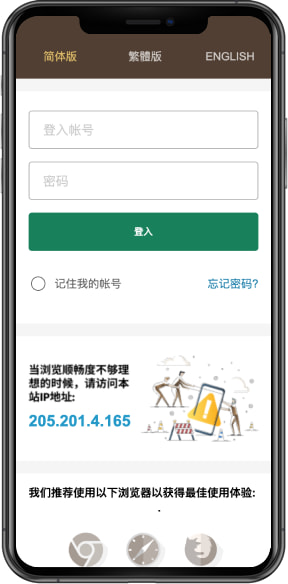 简体版 繁體版 ENGLISH
登入帐号
密码
登入
记住我的帐号 忘记密码?
当浏览顺畅度不够理
想的时候，请访问本
站IP地址:
205.201.4.165
我们推荐使用以下浏览器以获得最佳使用体验: